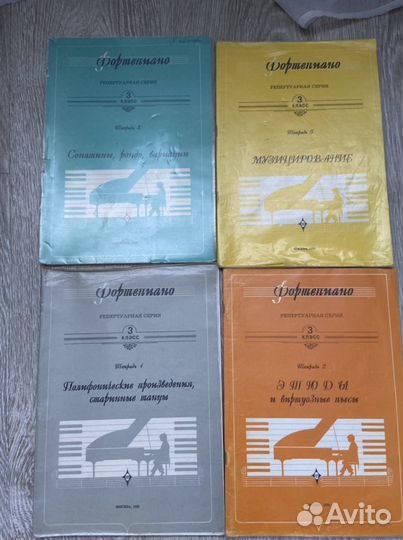 Фортепиано
РЕПЕРТУАРНАЯ СЕРИЯ
3
КЛАСС
Тетрадь 3
Сонатины, рондо, вариации
Фортепиано
РЕПЕРТУАРНАЯ СЕРИЯ
3
КЛАСС
Тетрадь
МУЗИЦИРОВАНИЕ
Фортепиано
РЕПЕРТУАРНАЯ СЕРИЯ
3
КЛАСС
Тетрадь 1
Полифонические произведения,
старинные танцы
МОСКВА
Фортепиано
РЕПЕРТУАРНАЯ СЕРИЯ
3
КЛАСС
Тетрадь 2
ЭТЮДЫ
и виртуозные пьесы
Avito